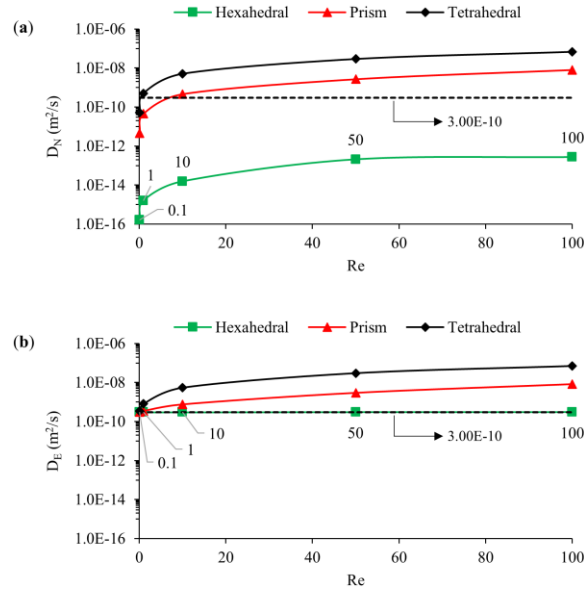 (a)
Hexahedral Prism Tetrahedral
1.0E-06
1.0E-08
1.0E-10
1.0E-12
1.0E-14
1.0E-16
D_N (m²/s)
3.00E-10
0.1
1
10
50
100
0 20 40 60 80 100
Re
(b)
Hexahedral Prism Tetrahedral
1.0E-06
1.0E-08
1.0E-10
1.0E-12
1.0E-14
1.0E-16
D_E (m²/s)
3.00E-10
0.1
1
10
50
100
0 20 40 60 80 100
Re